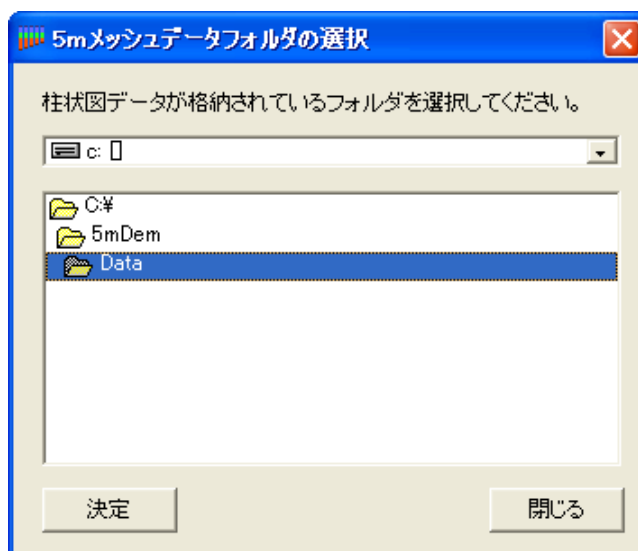 5mメッシュデータフォルダの選択
柱状図データが格納されているフォルダを選択してください。
c: []
C:¥
5mDem
Data
決定
閉じる